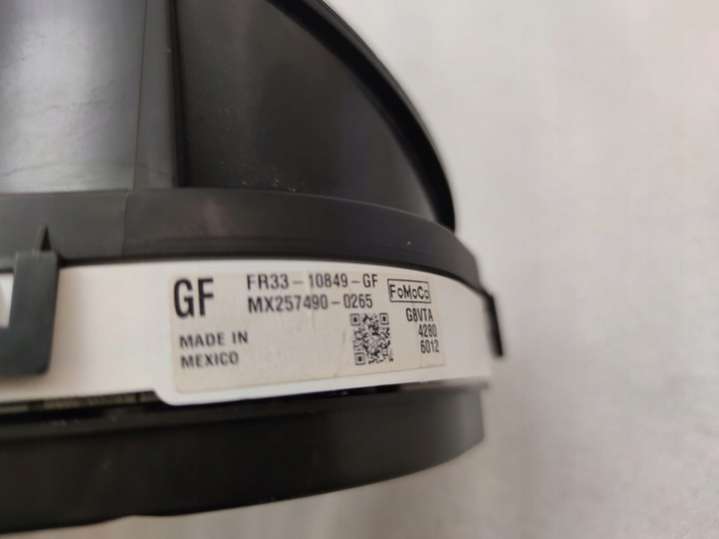 GF
FR33-10849-GF
MX257490-0265
FoMoCo
MADE IN
MEXICO
G8VTA
4280
6012